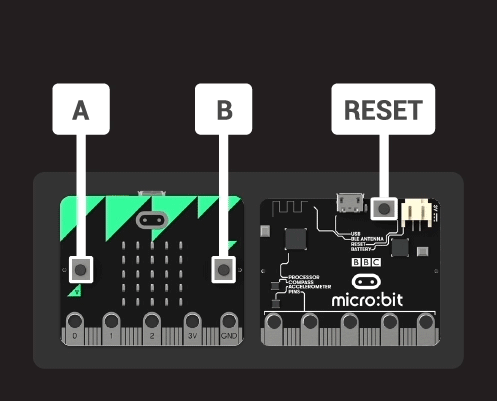 A
B
RESET
USB
BLE ANTENNA
RESET
BATTERY
BBC
PROCESSOR
COMPASS
ACCELEROMETER
PINS
micro:bit
0
1
2
3V
GND